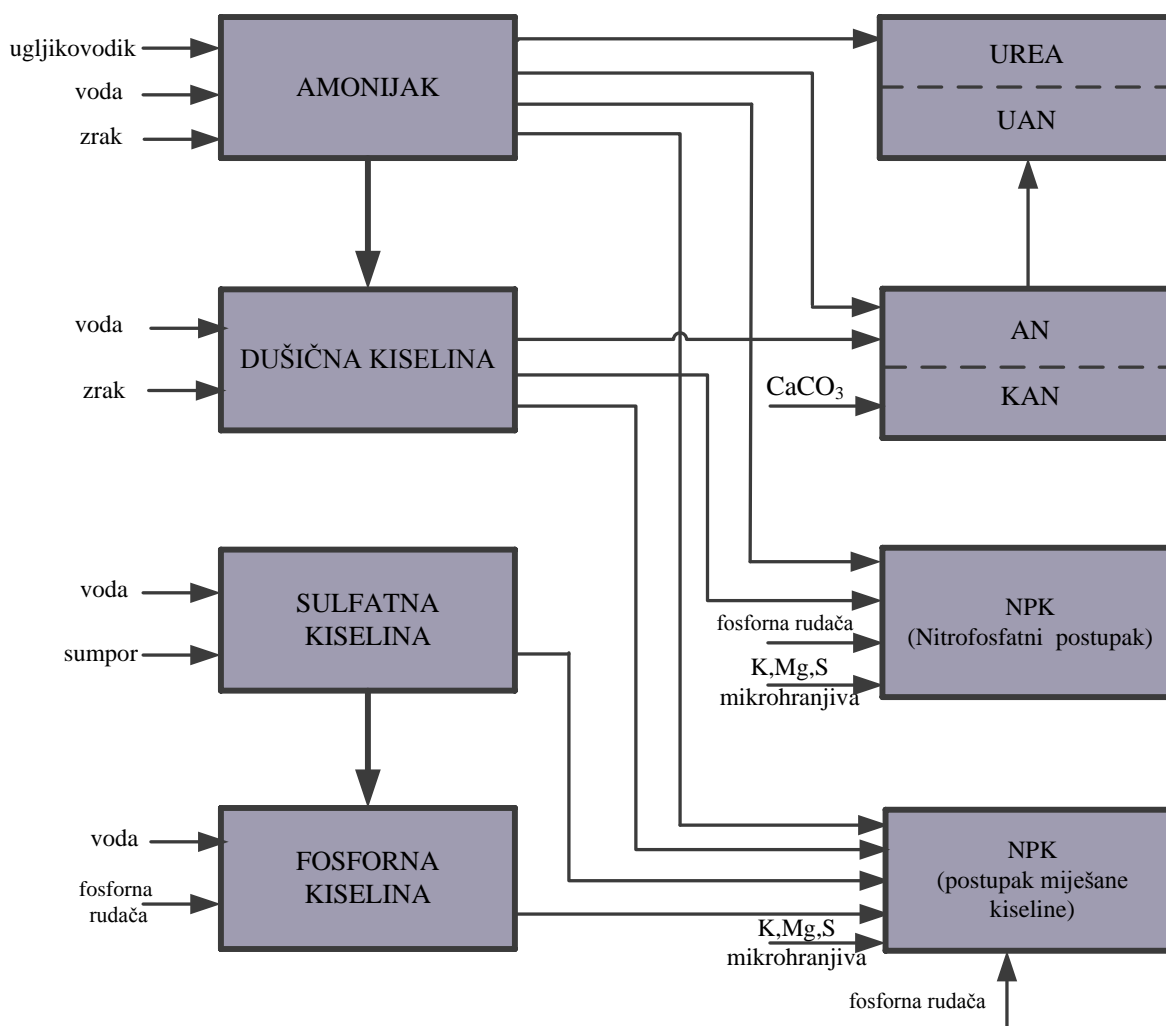 ugljikovodik
voda
zrak
AMONIJAK
UREA
UAN
voda
zrak
DUŠIČNA KISELINA
AN
KAN
CaCO₃
voda
sumpor
SULFATNA
KISELINA
fosforna rudača
K,Mg,S
mikrohranjiva
NPK
(Nitrofosfatni postupak)
voda
fosforna
rudača
FOSFORNA
KISELINA
K,Mg,S
mikrohranjiva
NPK
(postupak miješane
kiseline)
fosforna rudača